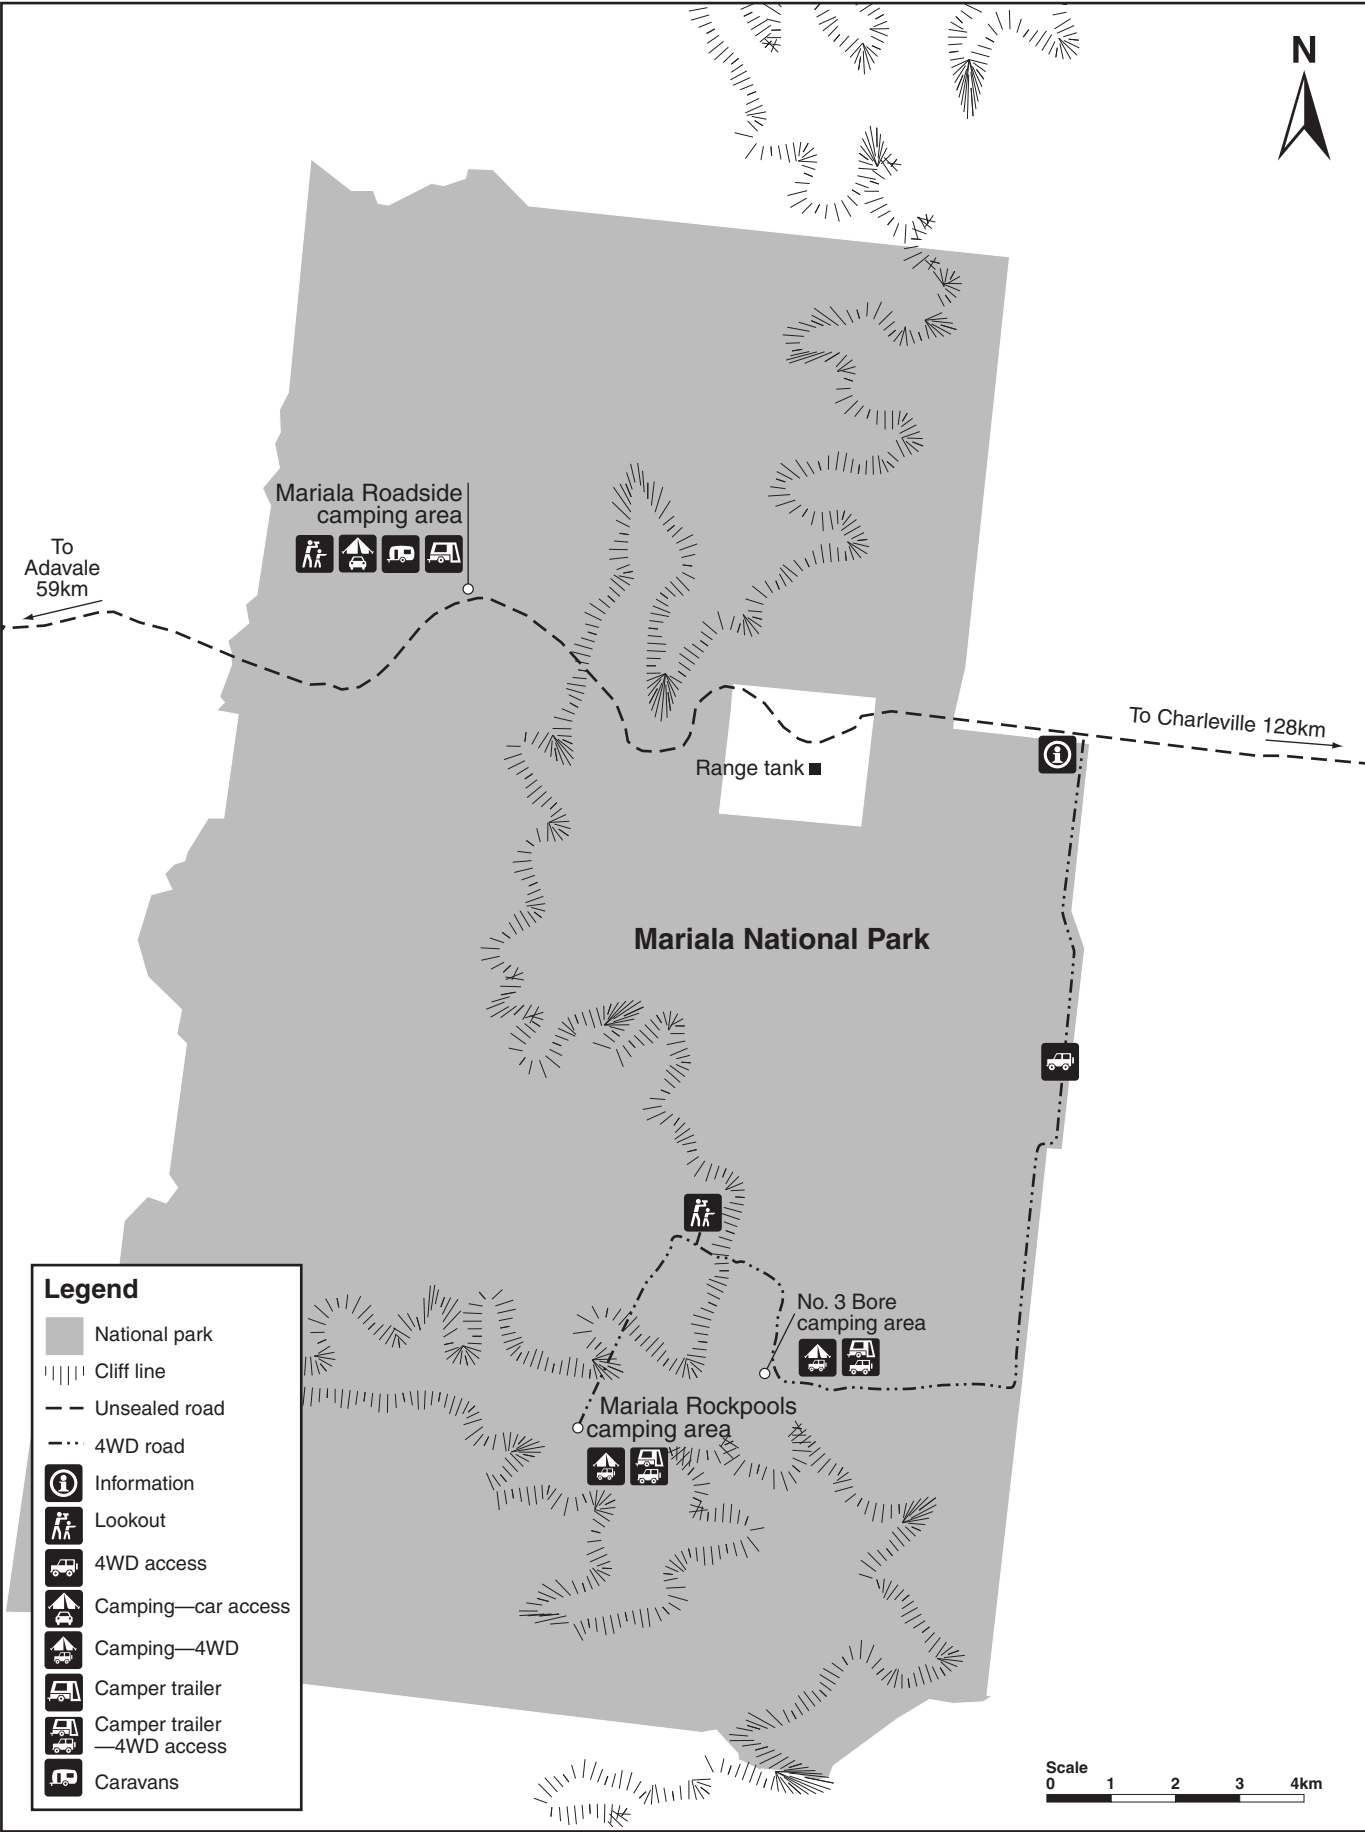 N
Mariala Roadside
camping area
To
Adavale
59km
To Charleville 128km
Range tank
Mariala National Park
No. 3 Bore
camping area
Mariala Rockpools
camping area
Legend
National park
Cliff line
Unsealed road
4WD road
Information
Lookout
4WD access
Camping—car access
Camping—4WD
Camper trailer
Camper trailer
—4WD access
Caravans
Scale
0 1 2 3 4km